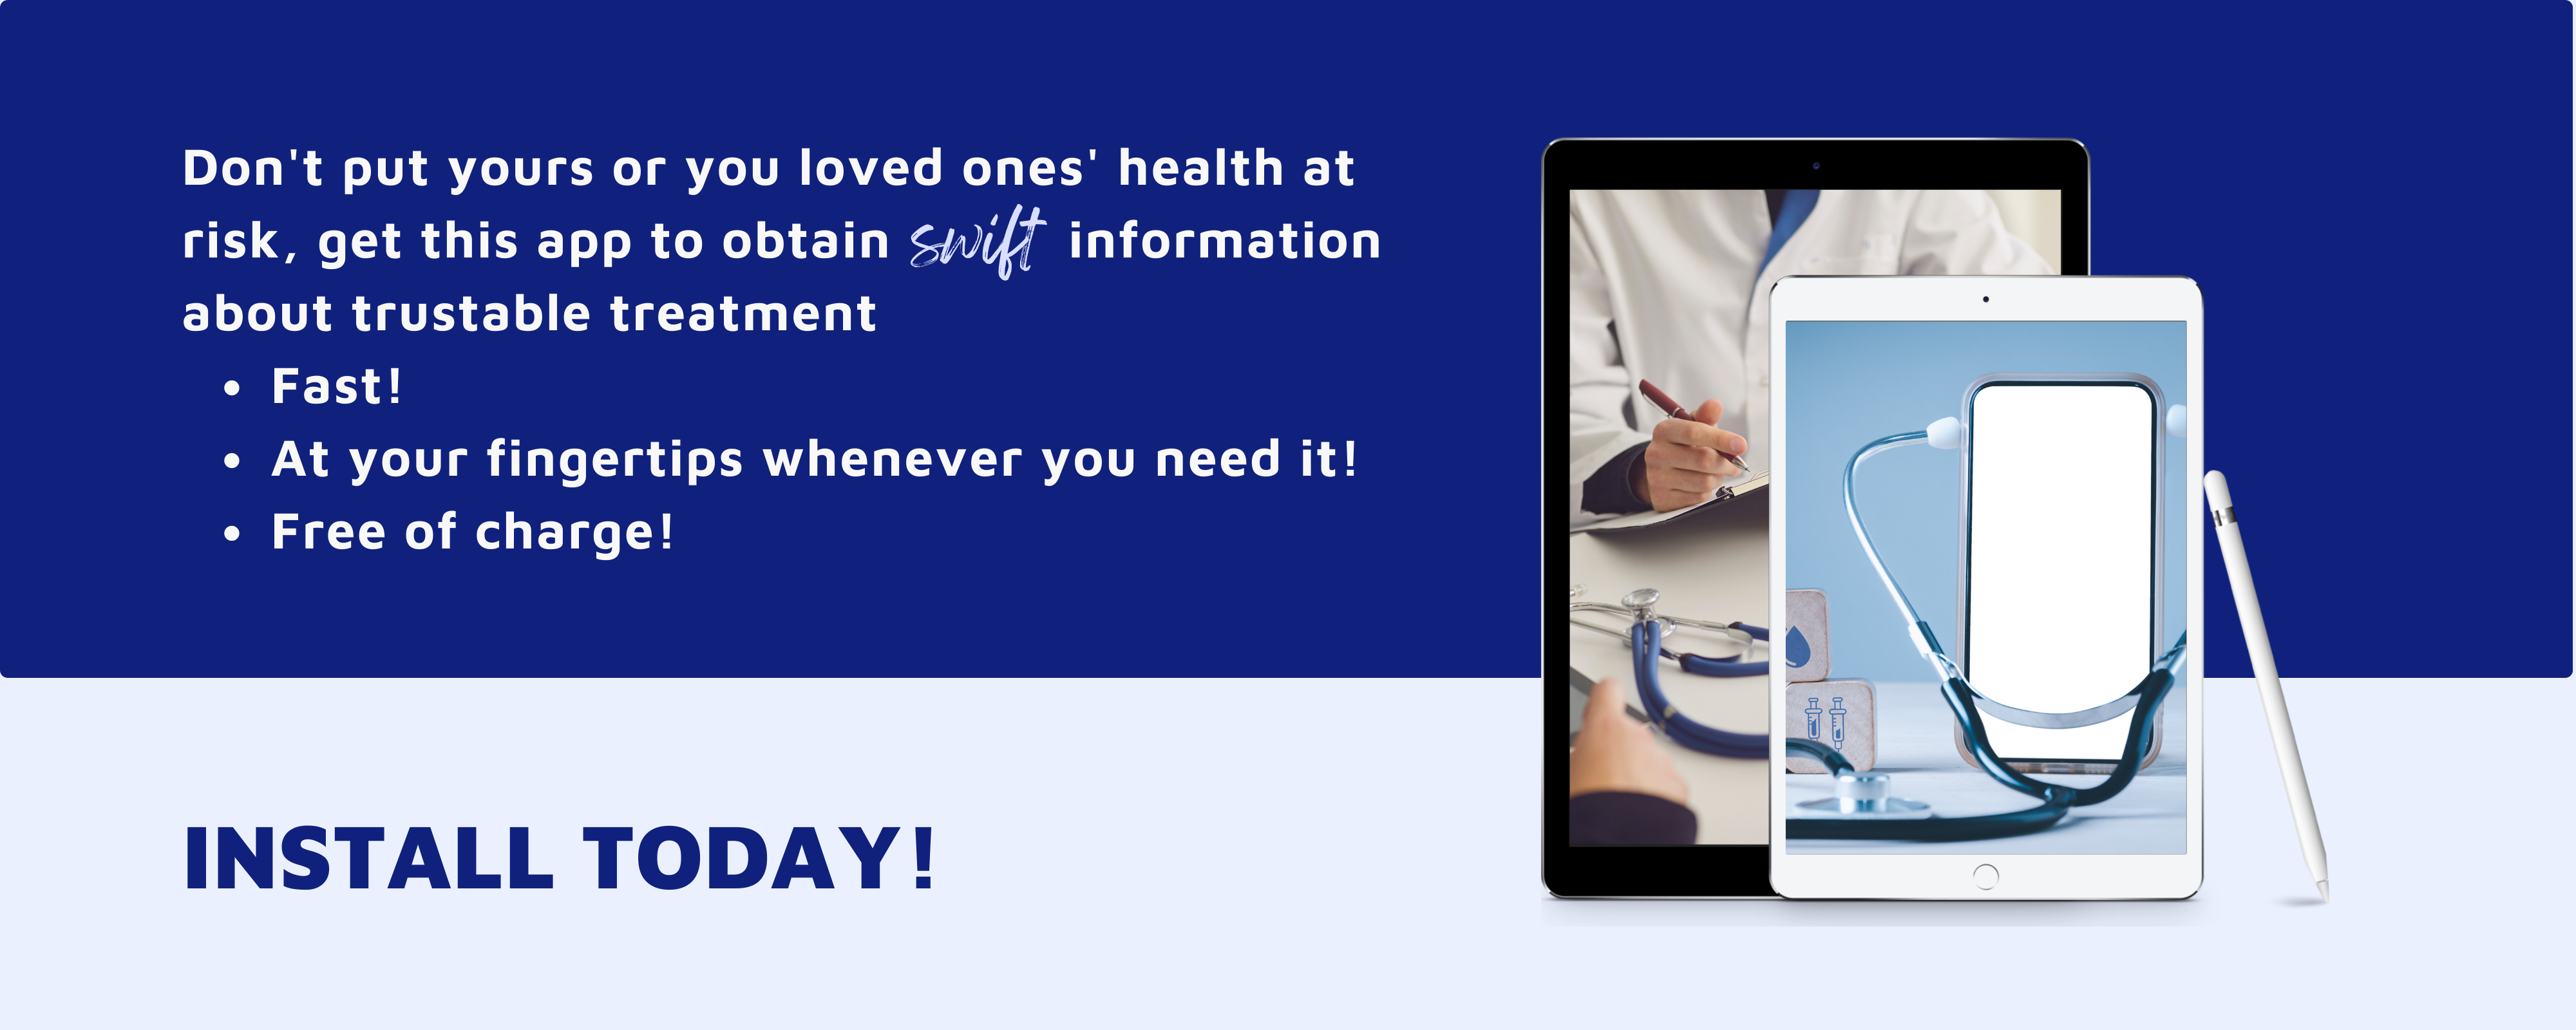 Don't put yours or you loved ones' health at
risk, get this app to obtain swift information
about trustable treatment
• Fast!
• At your fingertips whenever you need it!
• Free of charge!
INSTALL TODAY!